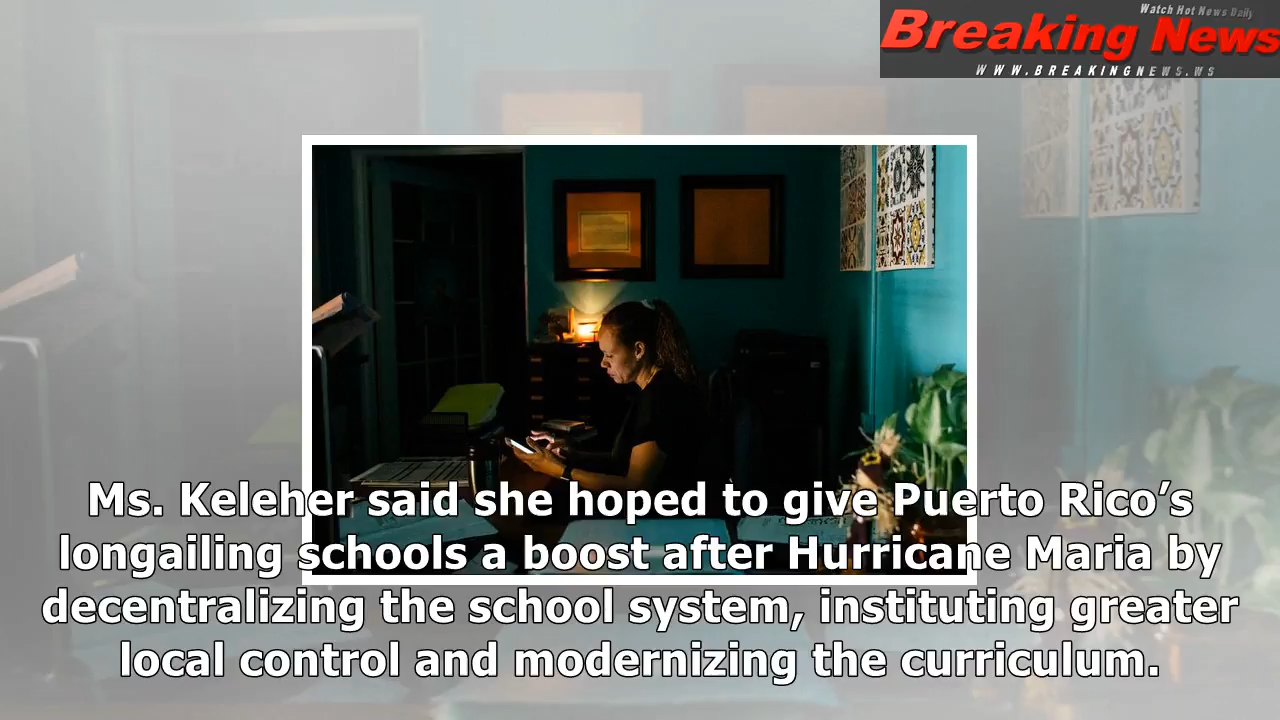 Watch Hot News Daily
Breaking News
WWW.BREAKINGNEWS.WS
Ms. Keleher said she hoped to give Puerto Rico’s
longailing schools a boost after Hurricane Maria by
decentralizing the school system, instituting greater
local control and modernizing the curriculum.